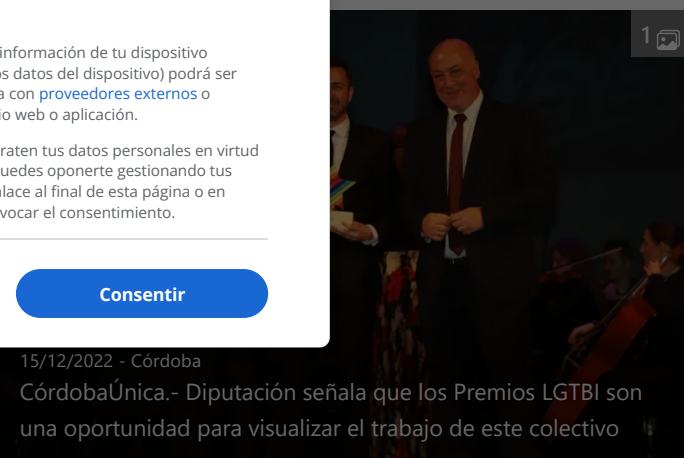 información de tu dispositivo
s datos del dispositivo) podrá ser
a con proveedores externos o
io web o aplicación.
raten tus datos personales en virtud
uedes oponerte gestionando tus
lace al final de esta página o en
vocar el consentimiento.
Consentir
1
15/12/2022 - Córdoba
CórdobaÚnica.- Diputación señala que los Premios LGTBI son
una oportunidad para visualizar el trabajo de este colectivo